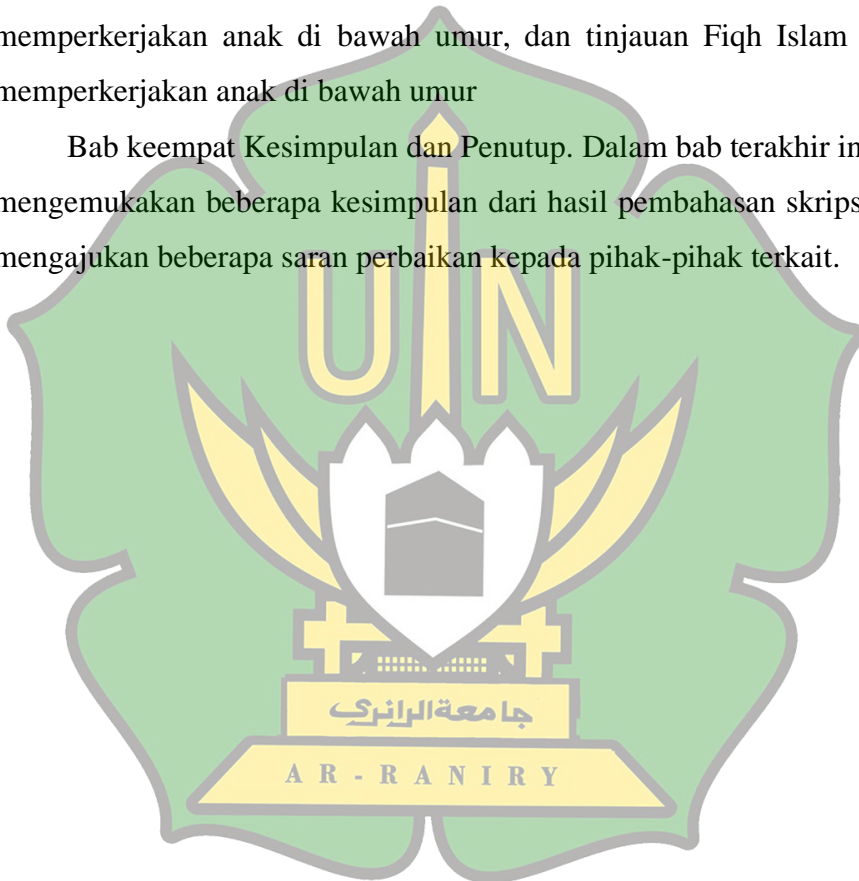 memperkerjakan anak di bawah umur, dan tinjauan Fiqh Islam
memperkerjakan anak di bawah umur
Bab keempat Kesimpulan dan Penutup. Dalam bab terakhir in
mengemukakan beberapa kesimpulan dari hasil pembahasan skrips
mengajukan beberapa saran perbaikan kepada pihak-pihak terkait.
UIN
جامعة الرانري
AR-RANIRY